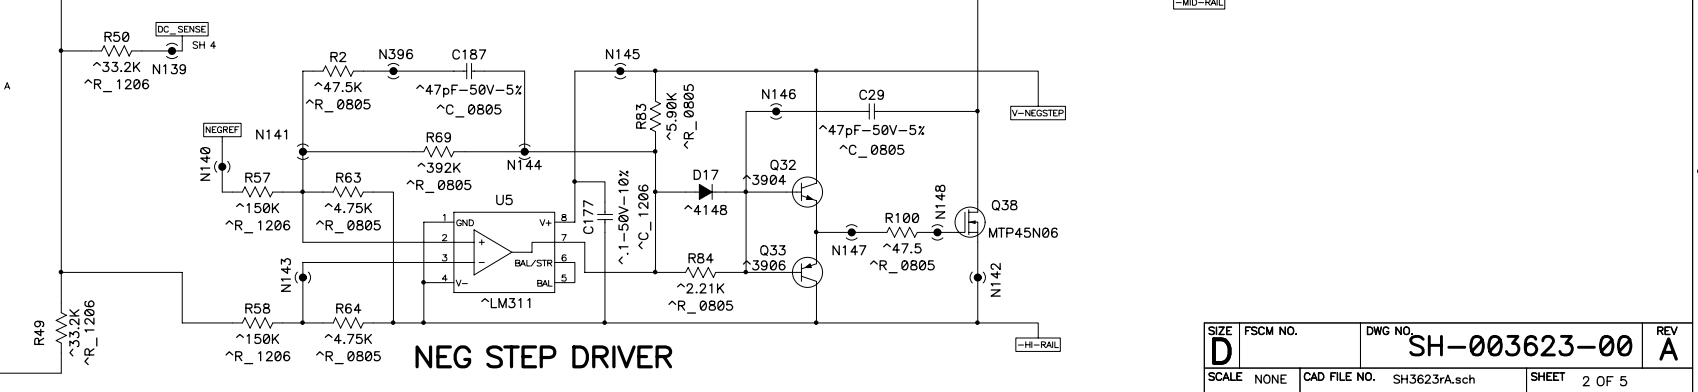 -MID-RAIL
DC_SENSE
SH 4
R50
^33.2K
^R_1206
N139
A
R2
^47.5K
^R_0805
N396
C187
^47pF-50V-5%
^C_0805
N145
R83
^5.90K
^R_0805
N146
C29
^47pF-50V-5%
^C_0805
V-NEGSTEP
NEGREF
N140
N141
R69
^392K
^R_0805
N144
R57
^150K
^R_1206
R63
^4.75K
^R_0805
U5
1 GND
V+ 8
2 +
7
3 -
BAL/STR 6
4 V-
BAL 5
^LM311
C177
^.1-50V-10%
^C_1206
D17
^4148
Q32
^3904
Q33
^3906
R84
^2.21K
^R_0805
N147
R100
^47.5
^R_0805
N148
Q38
MTP45N06
N142
N143
R49
^33.2K
^R_1206
R58
^150K
^R_1206
R64
^4.75K
^R_0805
NEG STEP DRIVER
-HI-RAIL
SIZE
D
FSCM NO.
DWG NO.
SH-003623-00
REV
A
SCALE NONE
CAD FILE NO. SH3623rA.sch
SHEET 2 OF 5